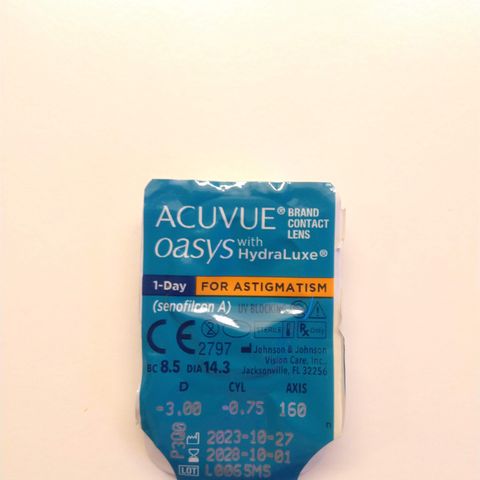 ACUVUE® BRAND CONTACT LENS
oasys with HydraLuxe®
1-Day FOR ASTIGMATISM
(senofilcon A) UV BLOCKING
STERILE Rx Only
CE 2797
Johnson & Johnson
Vision Care, Inc.,
Jacksonville, FL 32256
BC 8.5 DIA 14.3
D CYL AXIS
-3.00 -0.75 160
P300
2023-10-27
2028-10-01
LOT L0065MS